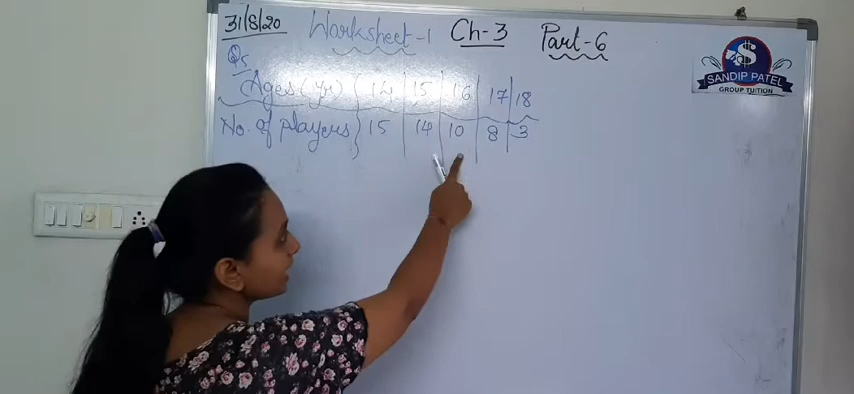 31/8/20 Worksheet-1 Ch-3 Part-6
Q5
Ages (yr) 14 15 16 17 18
No. of players 15 14 10 8 3
SANDIP PATEL
GROUP TUITION